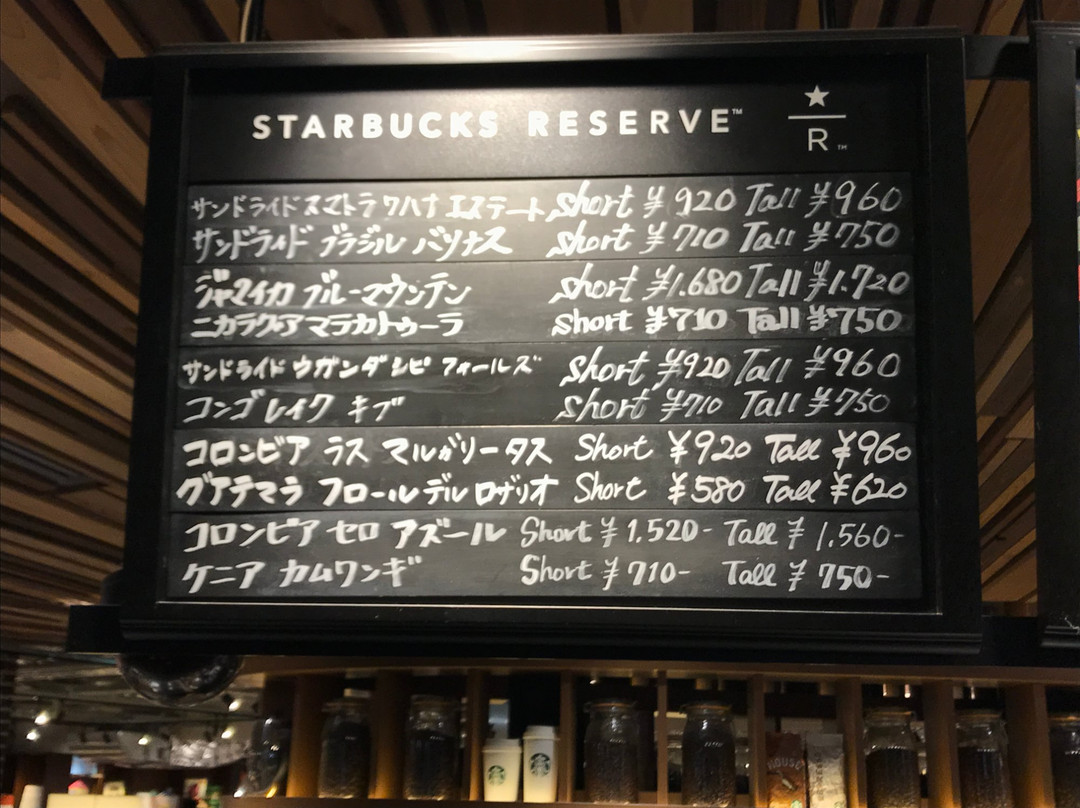 STARBUCKS RESERVE™
★
R™
サンドライド スマトラ ワハナ エステート Short ¥920 Tall ¥960
サンドライド ブラジル バツナス Short ¥710 Tall ¥750
ジャマイカ ブルーマウンテン Short ¥1.680 Tall ¥1.720
ニカラグア マラカトゥーラ Short ¥710 Tall ¥750
サンドライド ウガンダ シピ フォールズ Short ¥920 Tall ¥960
コンゴ レイク キブ Short ¥710 Tall ¥750
コロンビア ラス マルガリータス Short ¥920 Tall ¥960
グアテマラ フロール デル ロザリオ Short ¥580 Tall ¥620
コロンビア セロ アズール Short ¥1,520- Tall ¥1,560-
ケニア カムワンギ Short ¥710- Tall ¥750-
HOUSE